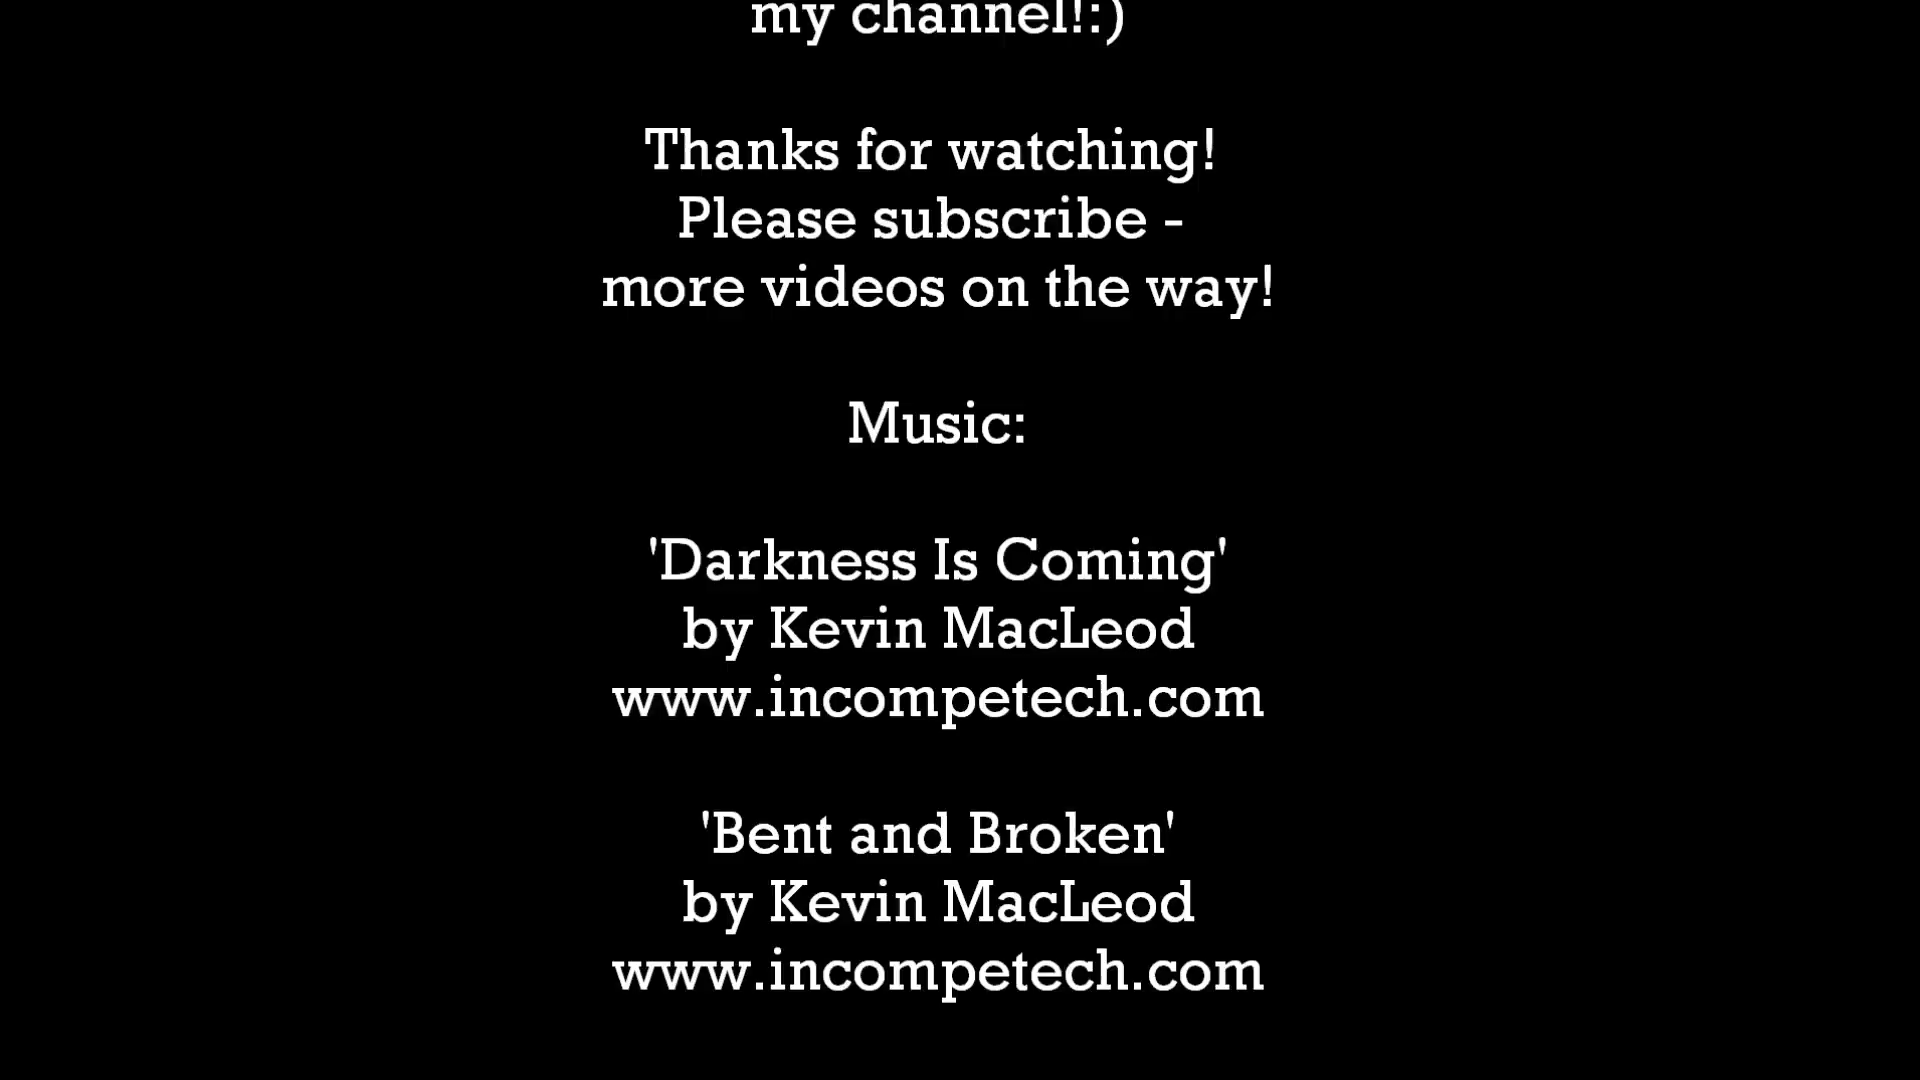 my channel!:)
Thanks for watching!
Please subscribe -
more videos on the way!
Music:
'Darkness Is Coming'
by Kevin MacLeod
www.incompetech.com
'Bent and Broken'
by Kevin MacLeod
www.incompetech.com